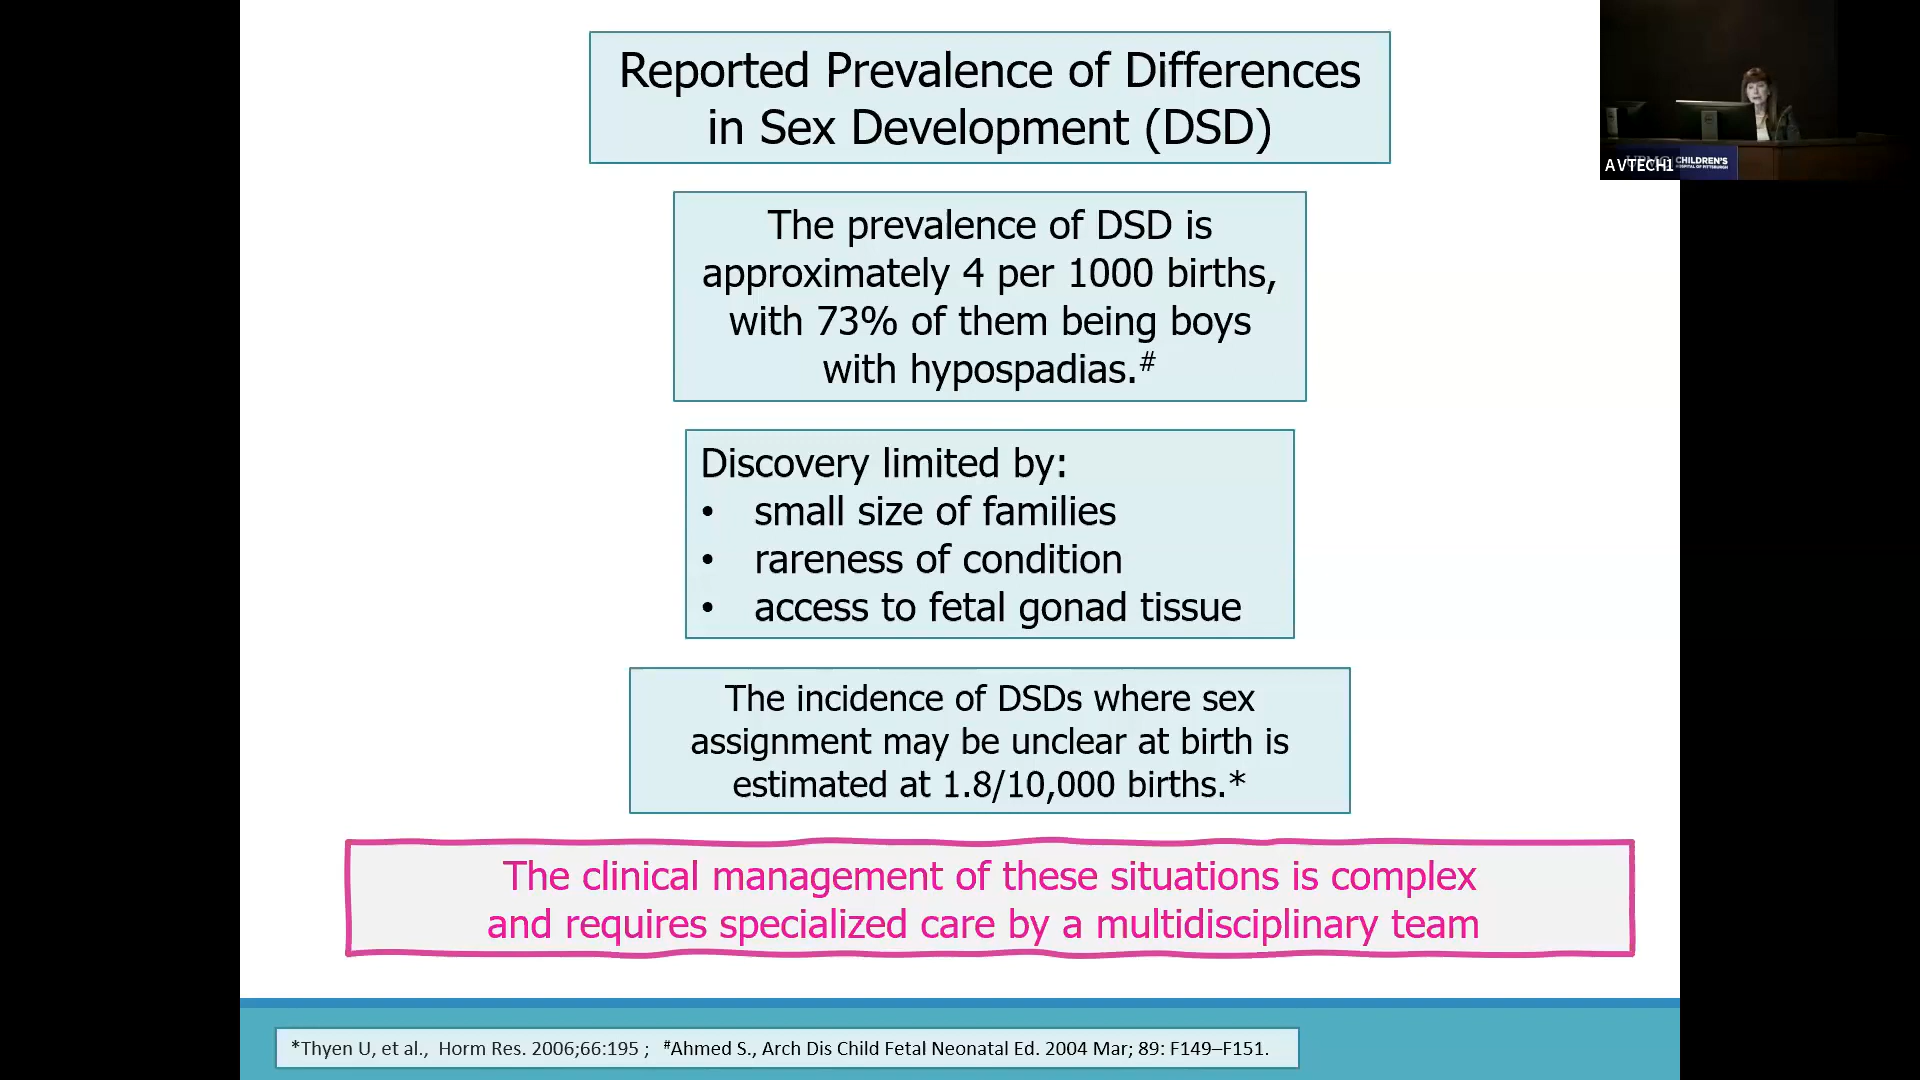 Reported Prevalence of Differences
in Sex Development (DSD)
The prevalence of DSD is
approximately 4 per 1000 births,
with 73% of them being boys
with hypospadias.#
Discovery limited by:
• small size of families
• rareness of condition
• access to fetal gonad tissue
The incidence of DSDs where sex
assignment may be unclear at birth is
estimated at 1.8/10,000 births.*
The clinical management of these situations is complex
and requires specialized care by a multidisciplinary team
*Thyen U, et al., Horm Res. 2006;66:195 ; #Ahmed S., Arch Dis Child Fetal Neonatal Ed. 2004 Mar; 89: F149–F151.
AVTECH1
CHILDREN'S